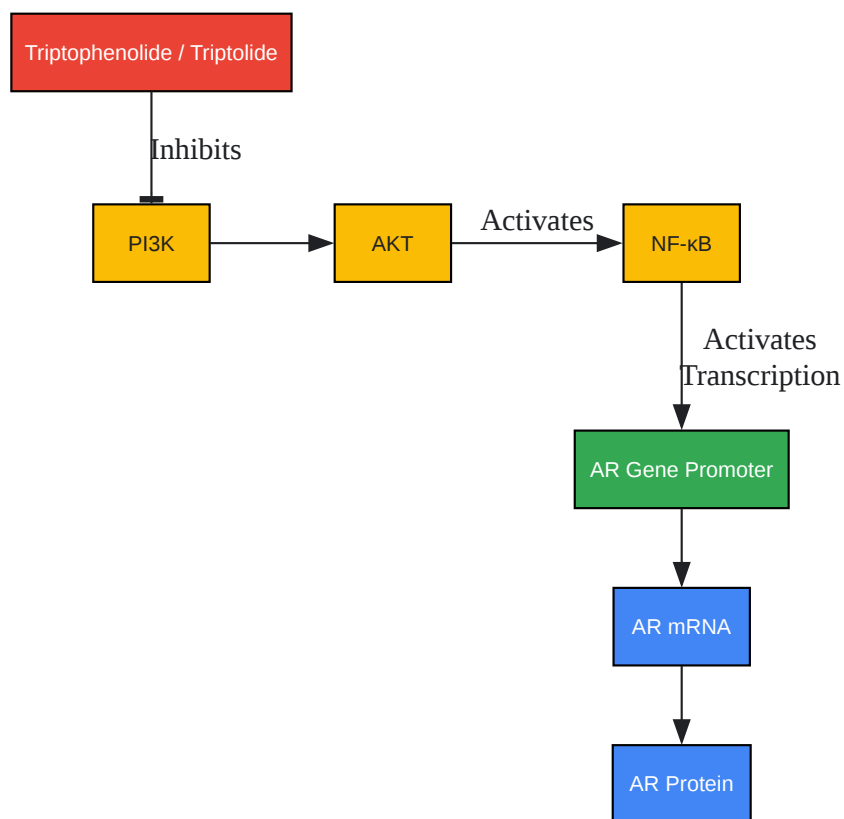 Triptophenolide / Triptolide
Inhibits
PI3K
AKT
Activates
NF-κB
Activates
Transcription
AR Gene Promoter
AR mRNA
AR Protein